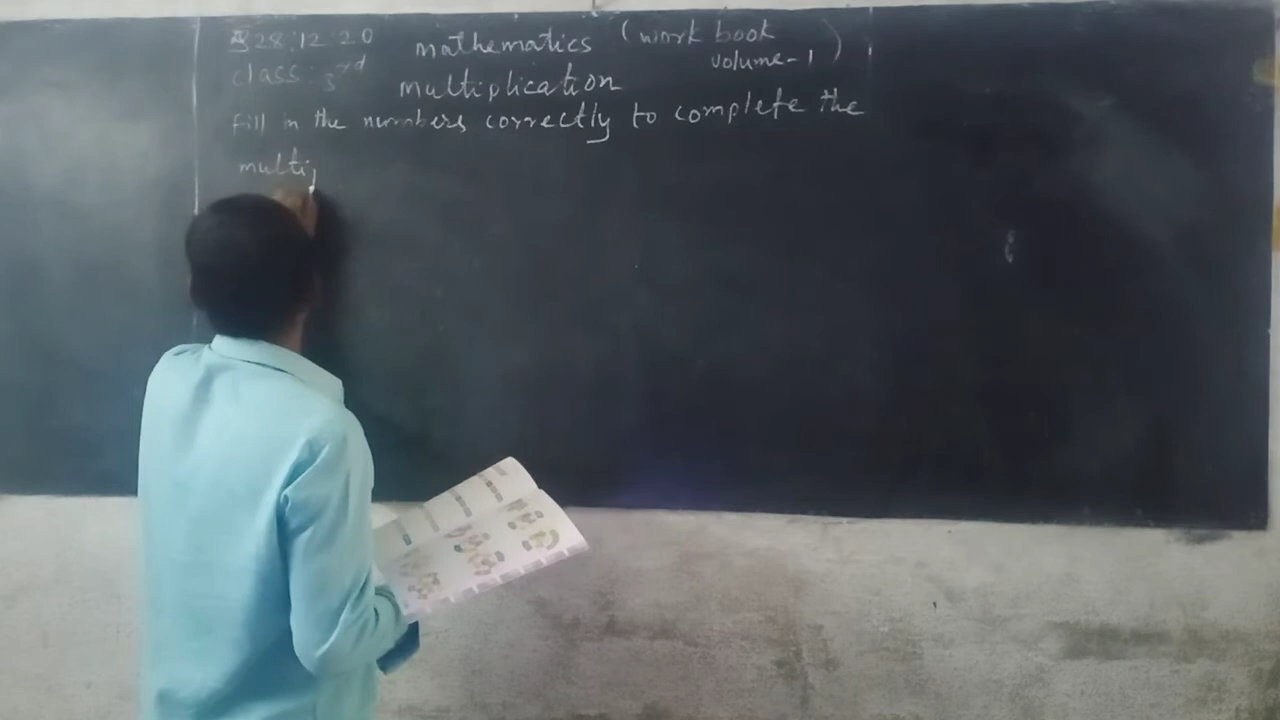 28.12.20 Mathematics (work book
volume-1)
class: 3rd
multiplication
Fill in the numbers correctly to complete the
multip